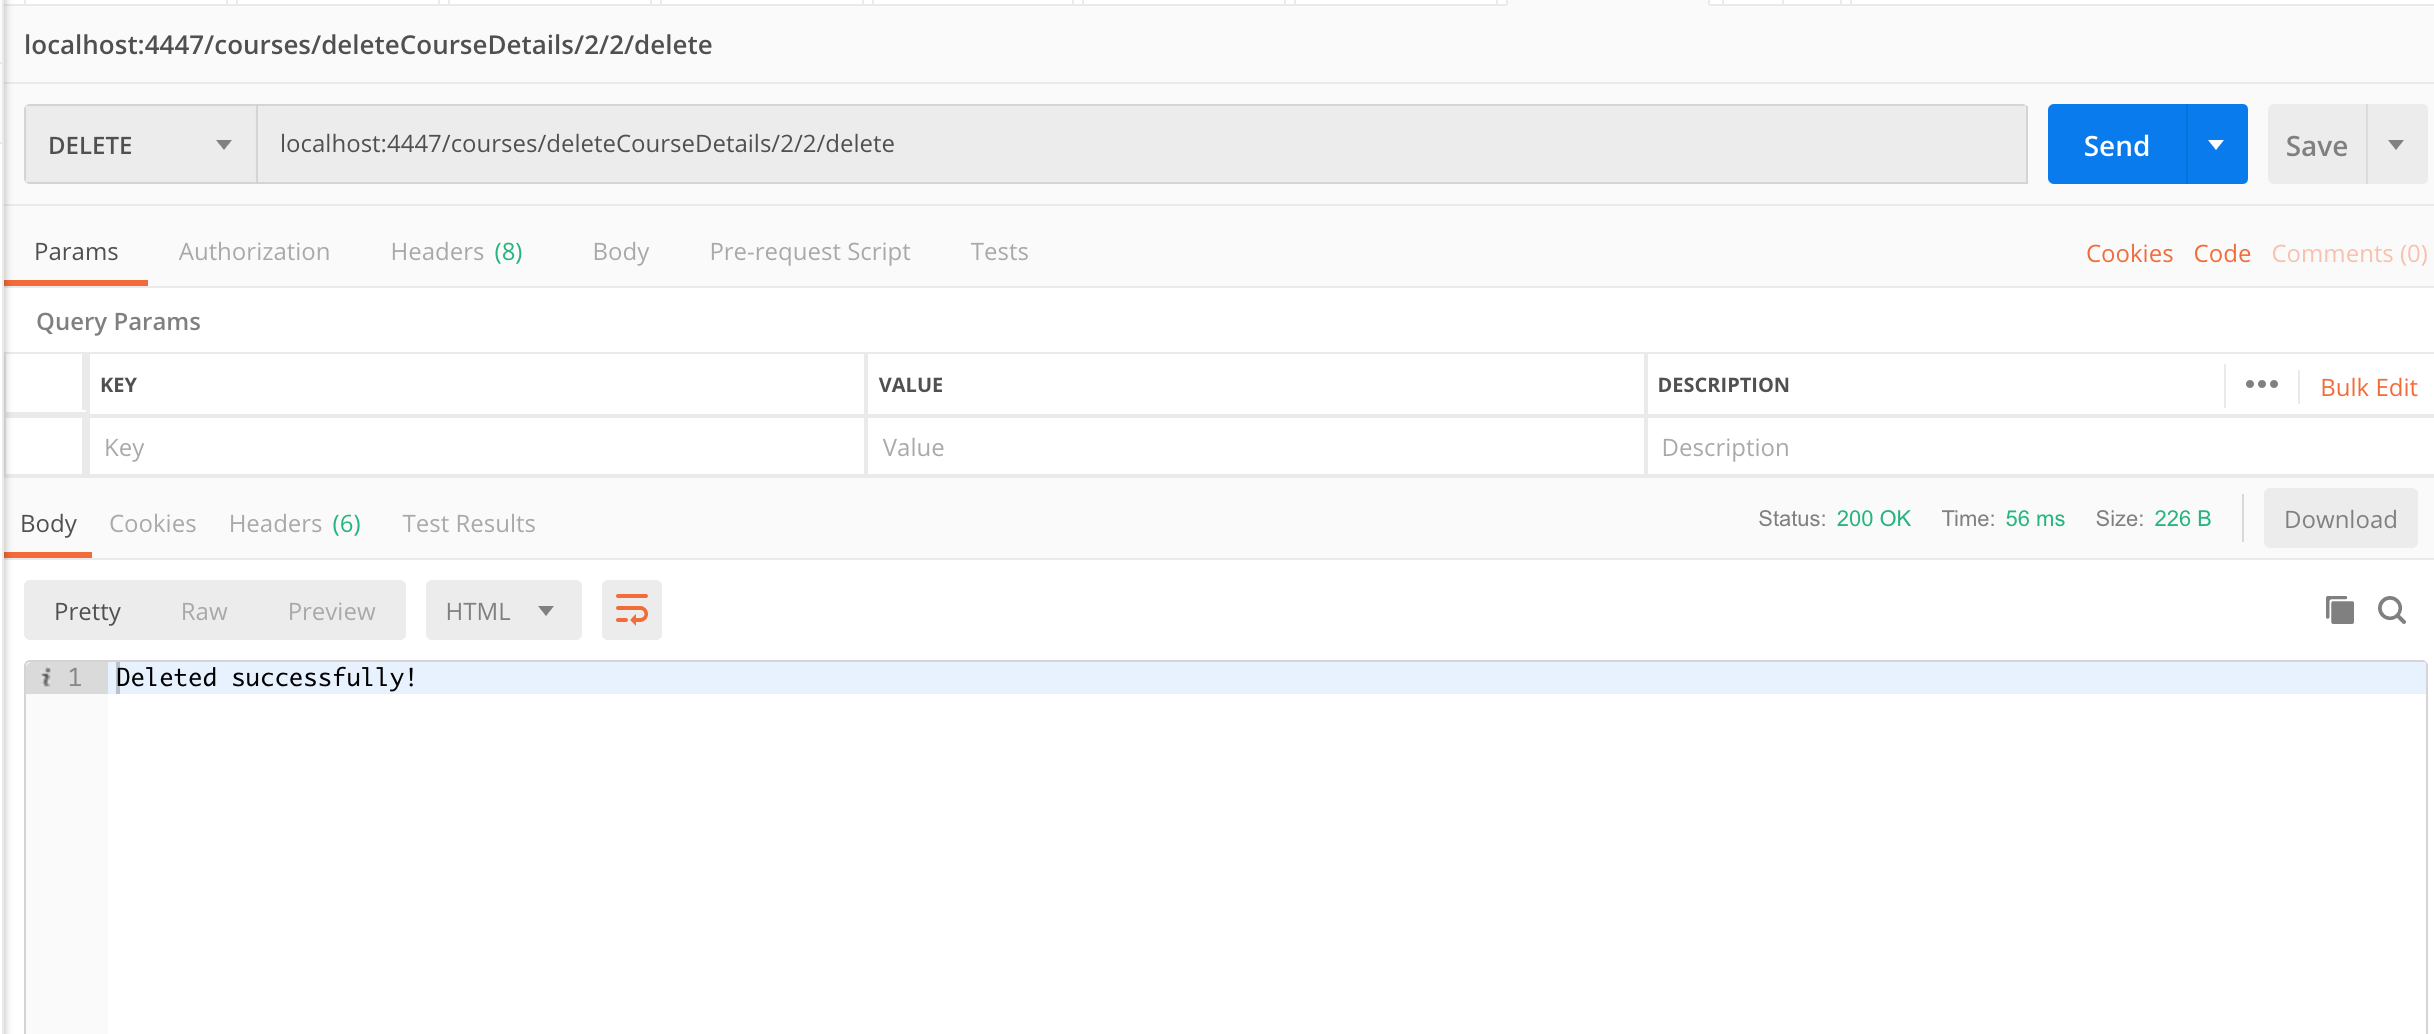 localhost:4447/courses/deleteCourseDetails/2/2/delete
DELETE localhost:4447/courses/deleteCourseDetails/2/2/delete Send Save
Params Authorization Headers (8) Body Pre-request Script Tests Cookies Code Comments (0)
Query Params
KEY VALUE DESCRIPTION ••• Bulk Edit
Key Value Description
Body Cookies Headers (6) Test Results Status: 200 OK Time: 56 ms Size: 226 B Download
Pretty Raw Preview HTML
i 1 Deleted successfully!